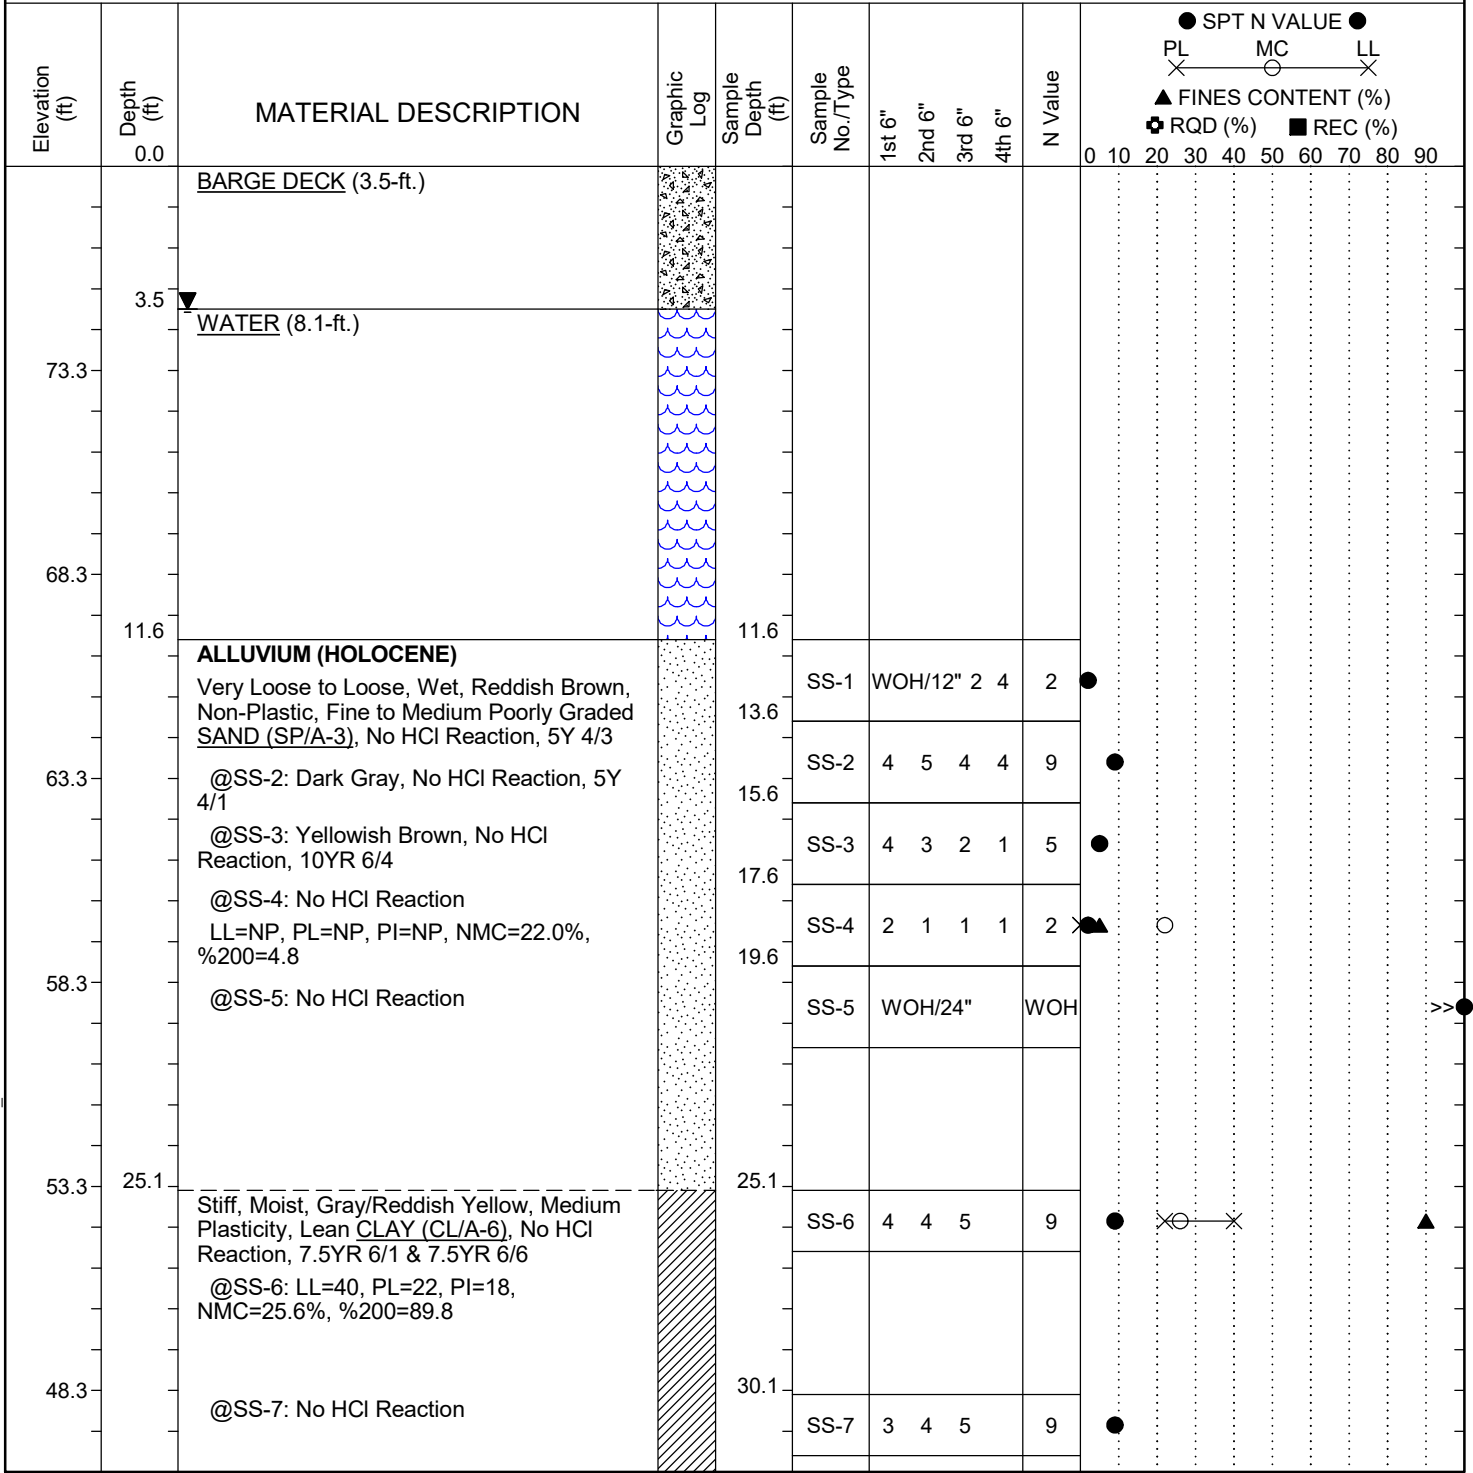 Elevation (ft)
Depth (ft)
0.0
MATERIAL DESCRIPTION
Graphic Log
Sample Depth (ft)
Sample No./Type
1st 6"
2nd 6"
3rd 6"
4th 6"
N Value
● SPT N VALUE ●
PL MC LL
▲ FINES CONTENT (%)
RQD (%) ■ REC (%)
0 10 20 30 40 50 60 70 80 90
BARGE DECK (3.5-ft.)
3.5
WATER (8.1-ft.)
73.3
68.3
11.6 11.6
ALLUVIUM (HOLOCENE)
Very Loose to Loose, Wet, Reddish Brown,
Non-Plastic, Fine to Medium Poorly Graded
SAND (SP/A-3), No HCl Reaction, 5Y 4/3
SS-1 WOH/12" 2 4 2
13.6
63.3
@SS-2: Dark Gray, No HCl Reaction, 5Y
4/1
SS-2 4 5 4 4 9
15.6
@SS-3: Yellowish Brown, No HCl
Reaction, 10YR 6/4
SS-3 4 3 2 1 5
17.6
@SS-4: No HCl Reaction
LL=NP, PL=NP, PI=NP, NMC=22.0%,
%200=4.8
SS-4 2 1 1 1 2
19.6
58.3
@SS-5: No HCl Reaction
SS-5 WOH/24" WOH >>
53.3 25.1 25.1
Stiff, Moist, Gray/Reddish Yellow, Medium
Plasticity, Lean CLAY (CL/A-6), No HCl
Reaction, 7.5YR 6/1 & 7.5YR 6/6
SS-6 4 4 5 9
@SS-6: LL=40, PL=22, PI=18,
NMC=25.6%, %200=89.8
48.3 30.1
@SS-7: No HCl Reaction
SS-7 3 4 5 9